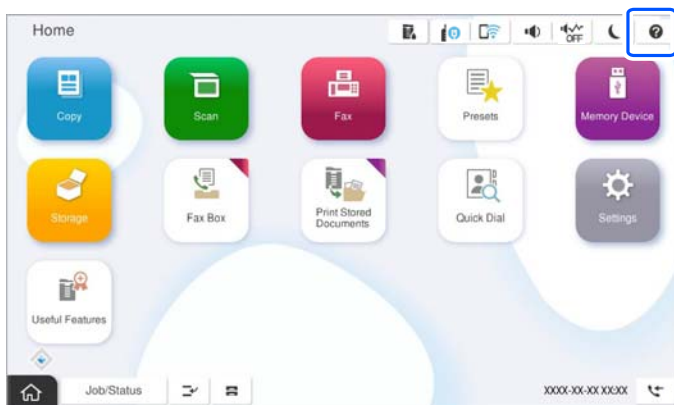 Home
OFF
?
Copy
Scan
Fax
Presets
Memory Device
Storage
Fax Box
Print Stored
Documents
Quick Dial
Settings
Useful Features
Job/Status
XXXX-XX-XX XX:XX